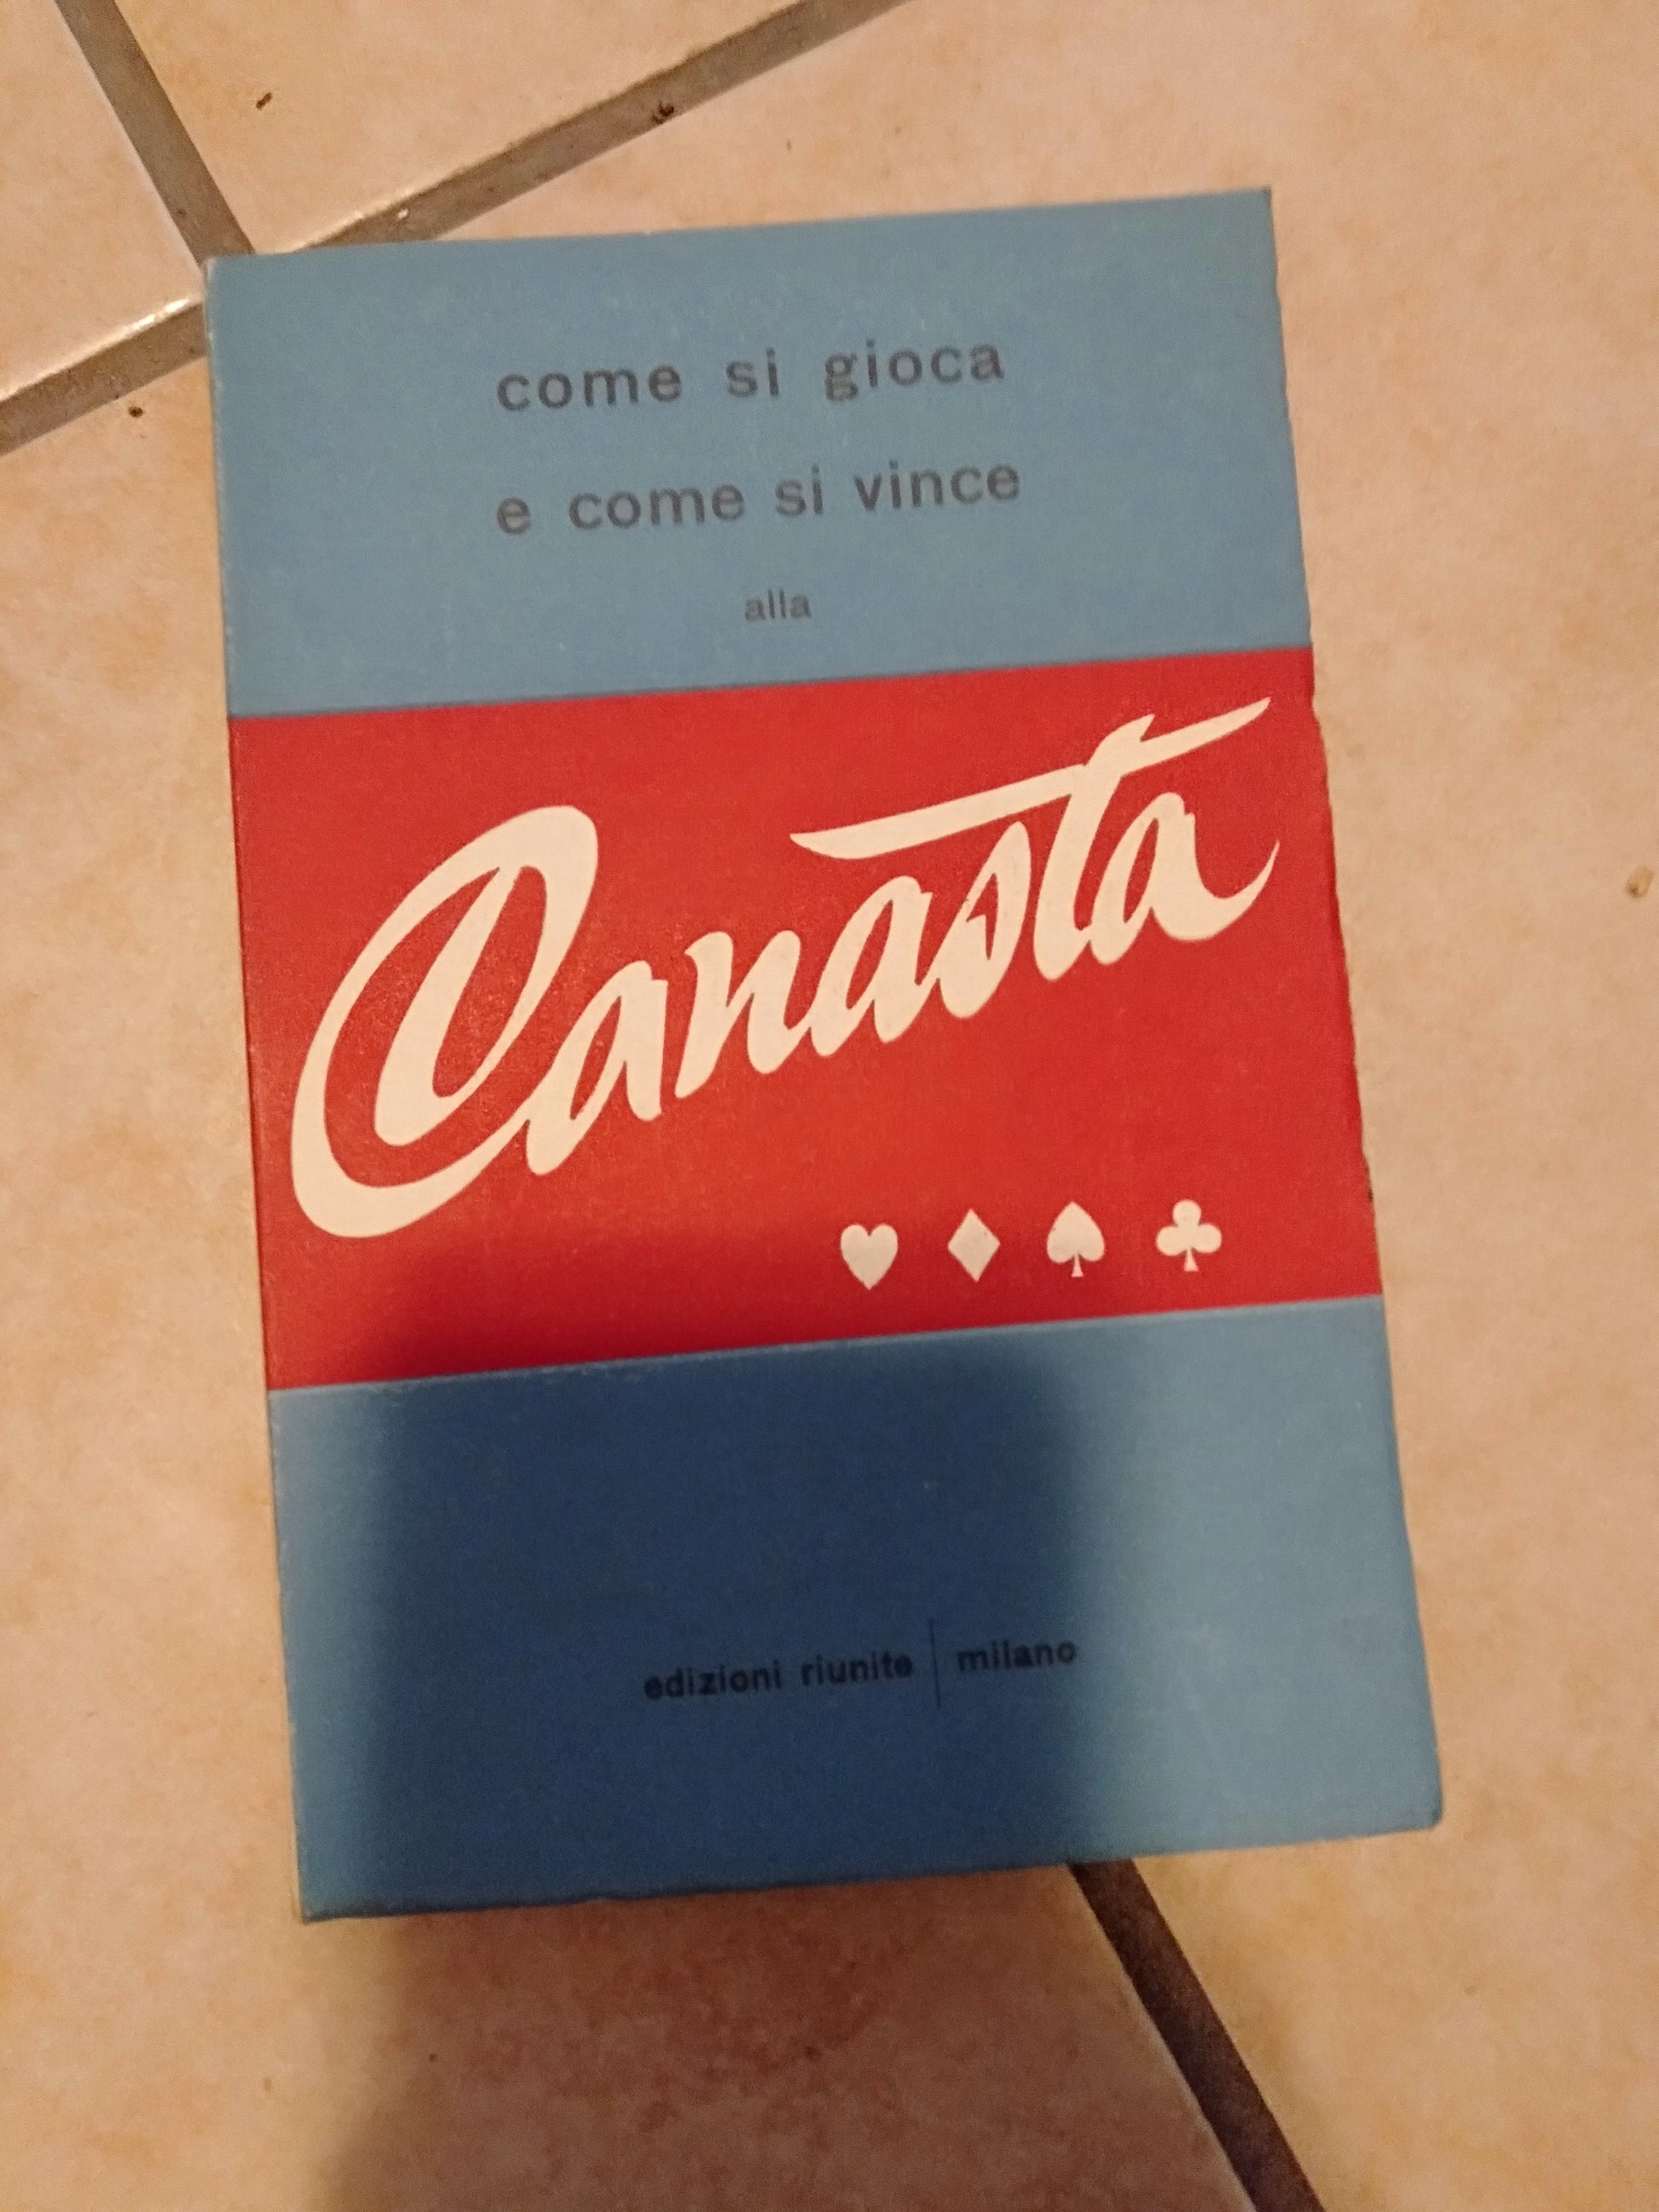 come si gioca
e come si vince
alla
Canasta
edizioni riunite | milano